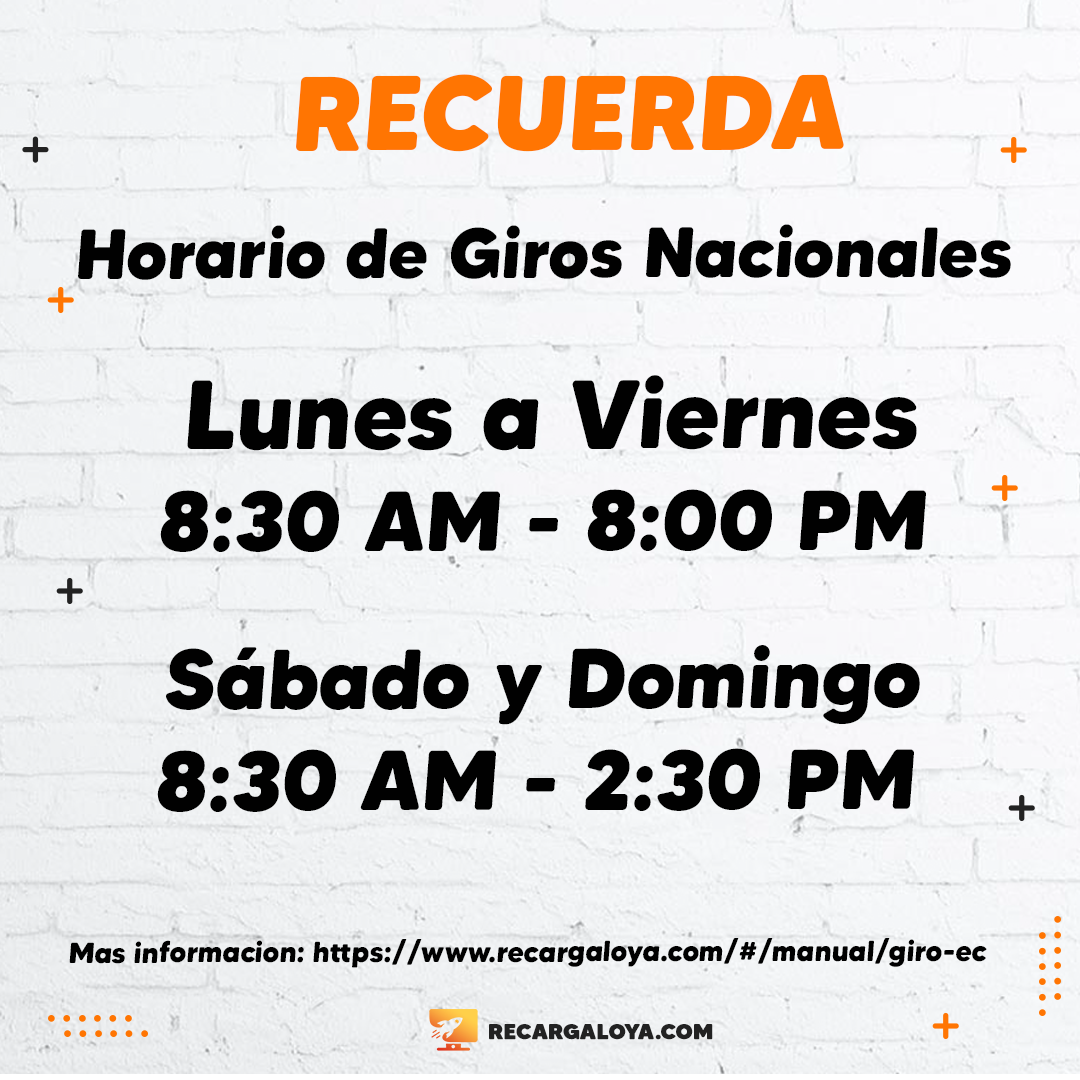 RECUERDA
Horario de Giros Nacionales
Lunes a Viernes
8:30 AM - 8:00 PM
Sábado y Domingo
8:30 AM - 2:30 PM
Mas informacion: https://www.recargaloya.com/#/manual/giro-ec
RECARGALOYA.COM